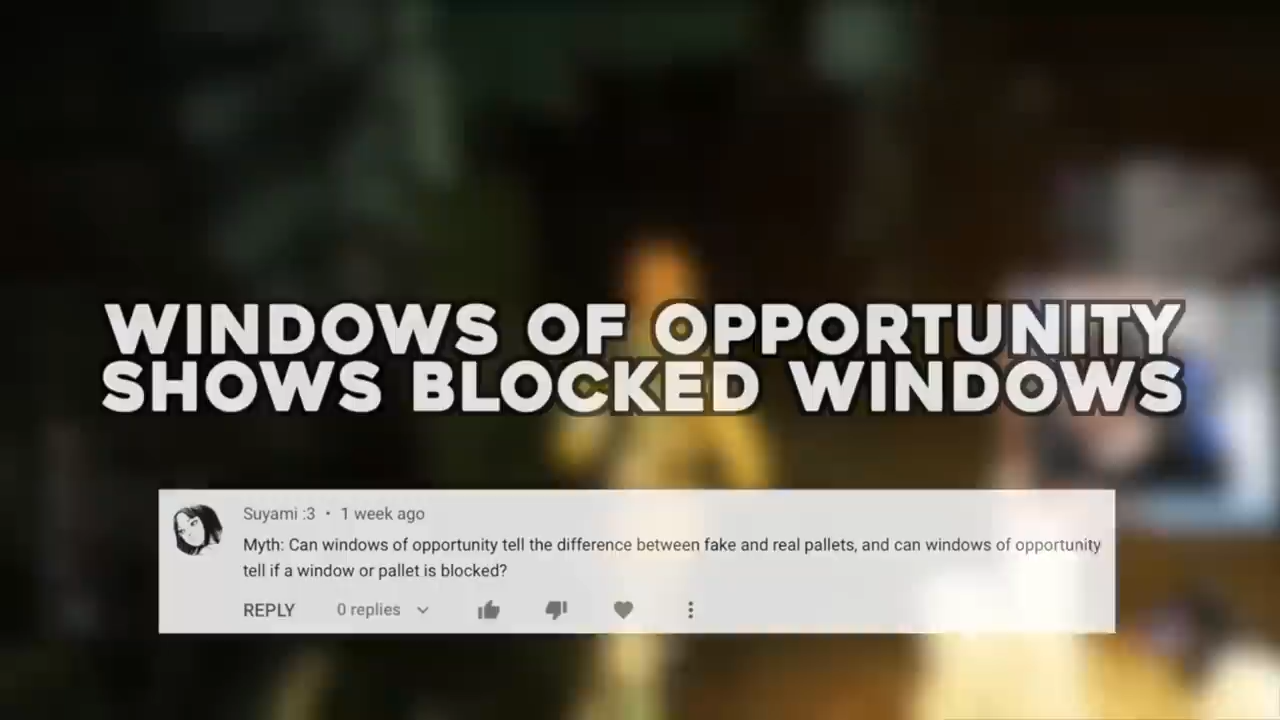 WINDOWS OF OPPORTUNITY
SHOWS BLOCKED WINDOWS
Suyami :3 · 1 week ago
Myth: Can windows of opportunity tell the difference between fake and real pallets, and can windows of opportunity
tell if a window or pallet is blocked?
REPLY 0 replies